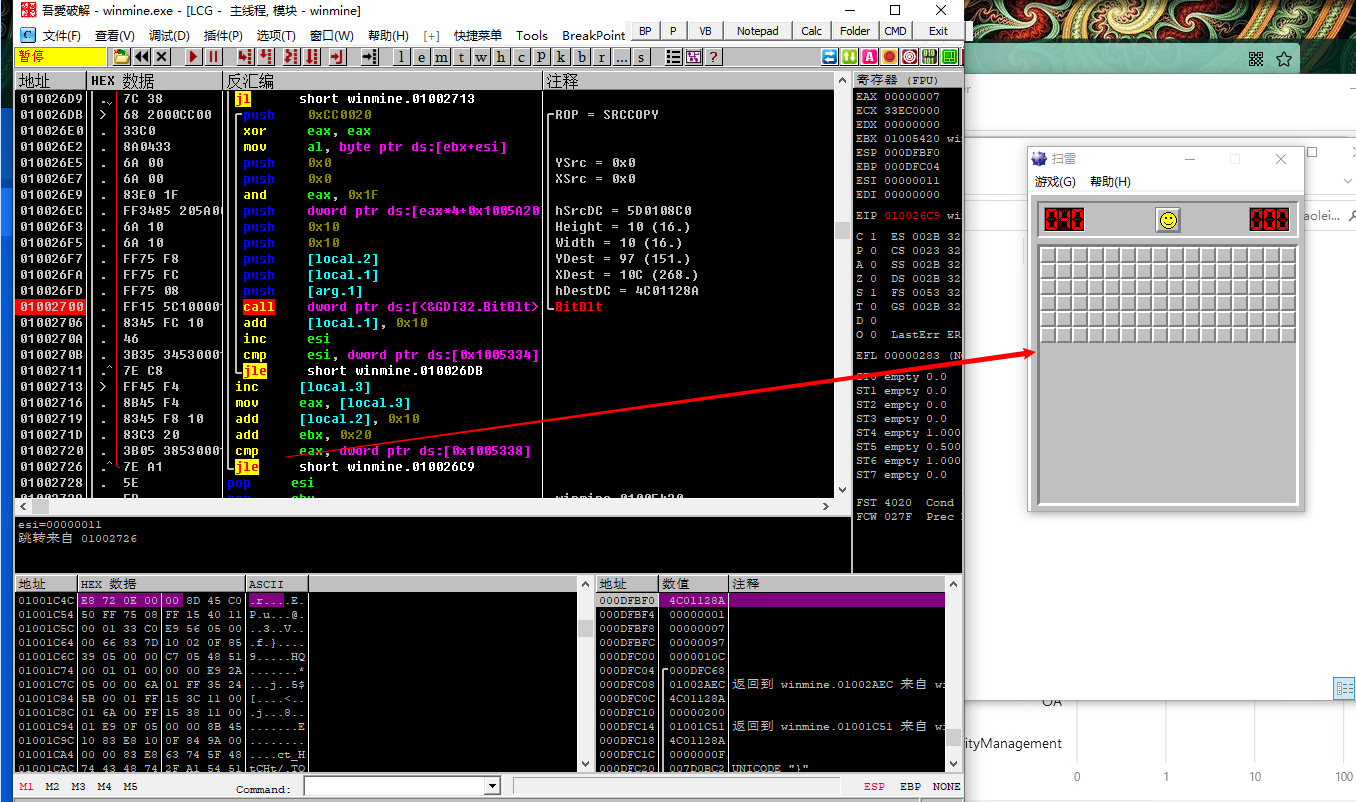 吾愛破解 - winmine.exe - [LCG - 主线程, 模块 - winmine]
文件(F) 查看(V) 调试(D) 插件(P) 选项(T) 窗口(W) 帮助(H) [+] 快捷菜单 Tools BreakPoint BP P VB Notepad Calc Folder CMD Exit
暂停 l e m t w h c p k b r ... s ?
地址 HEX 数据 反汇编 注释
010026D9 .ˇ 7C 38 jl short winmine.01002713
010026DB > 68 2000CC00 push 0xCC0020 ROP = SRCCOPY
010026E0 . 33C0 xor eax, eax
010026E2 . 8A0433 mov al, byte ptr ds:[ebx+esi]
010026E5 . 6A 00 push 0x0 YSrc = 0x0
010026E7 . 6A 00 push 0x0 XSrc = 0x0
010026E9 . 83E0 1F and eax, 0x1F
010026EC . FF3485 205A0 push dword ptr ds:[eax*4+0x1005A20 hSrcDC = 5D0108C0
010026F3 . 6A 10 push 0x10 Height = 10 (16.)
010026F5 . 6A 10 push 0x10 Width = 10 (16.)
010026F7 . FF75 F8 push [local.2] YDest = 97 (151.)
010026FA . FF75 FC push [local.1] XDest = 10C (268.)
010026FD . FF75 08 push [arg.1] hDestDC = 4C01128A
01002700 . FF15 5C10000 call dword ptr ds:[<&GDI32.BitBlt> BitBlt
01002706 . 8345 FC 10 add [local.1], 0x10
0100270A . 46 inc esi
0100270B . 3B35 3453000 cmp esi, dword ptr ds:[0x1005334]
01002711 .^ 7E C8 jle short winmine.010026DB
01002713 > FF45 F4 inc [local.3]
01002716 . 8B45 F4 mov eax, [local.3]
01002719 . 8345 F8 10 add [local.2], 0x10
0100271D . 83C3 20 add ebx, 0x20
01002720 . 3B05 3853000 cmp eax, dword ptr ds:[0x1005338]
01002726 .^ 7E A1 jle short winmine.010026C9
01002728 . 5E pop esi
寄存器 (FPU)
EAX 00000007
ECX 33EC0000
EDX 00000000
EBX 01005420 wi
ESP 000DFBF0
EBP 000DFC04
ESI 00000011
EDI 00000000
EIP 010026C9 wi
C 1 ES 002B 32
P 0 CS 0023 32
A 0 SS 002B 32
Z 0 DS 002B 32
S 1 FS 0053 32
T 0 GS 002B 32
D 0
O 0 LastErr ER
EFL 00000283 (N
ST0 empty 0.0
ST1 empty 0.0
ST2 empty 0.0
ST3 empty 0.0
ST4 empty 1.000
ST5 empty 0.500
ST6 empty 1.000
ST7 empty 0.0
FST 4020 Cond
FCW 027F Prec
esi=00000011
跳转来自 01002726
地址 HEX 数据 ASCII
01001C4C E8 72 0E 00 00 8D 45 C0 .r....E.
01001C54 50 FF 75 08 FF 15 40 11 P.u...@.
01001C5C 00 01 33 C0 E9 56 05 00 ..3..V..
01001C64 00 66 83 7D 10 02 0F 85 .f.}....
01001C6C 39 05 00 00 C7 05 48 51 9.....HQ
01001C74 00 01 01 00 00 00 E9 2A .......*
01001C7C 05 00 00 6A 01 FF 35 24 ...j..5$
01001C84 5B 00 01 FF 15 3C 11 00 [....<..
01001C8C 01 6A 00 FF 15 38 11 00 .j...8..
01001C94 01 E9 0F 05 00 00 8B 45 .......E
01001C9C 10 83 E8 10 0F 84 9A 00 ........
01001CA4 00 00 83 E8 63 74 5F 48 ....ct_H
01001CAC 74 43 48 74 2F A1 54 51 tCHt/.TQ
地址 数值 注释
000DFBF0 4C01128A
000DFBF4 00000001
000DFBF8 00000007
000DFBFC 00000097
000DFC00 0000010C
000DFC04 000DFC68
000DFC08 01002AEC 返回到 winmine.01002AEC 来自 wi
000DFC0C 4C01128A
000DFC10 00000200
000DFC14 01001C51 返回到 winmine.01001C51 来自 wi
000DFC18 4C01128A
000DFC1C 0000000F
000DFC20 007D0BC2 UNICODE "}"
M1 M2 M3 M4 M5 Command: ESP EBP NONE
扫雷
游戏(G) 帮助(H)
040 000
aolei...
OA
ityManagement
0 1 10 100